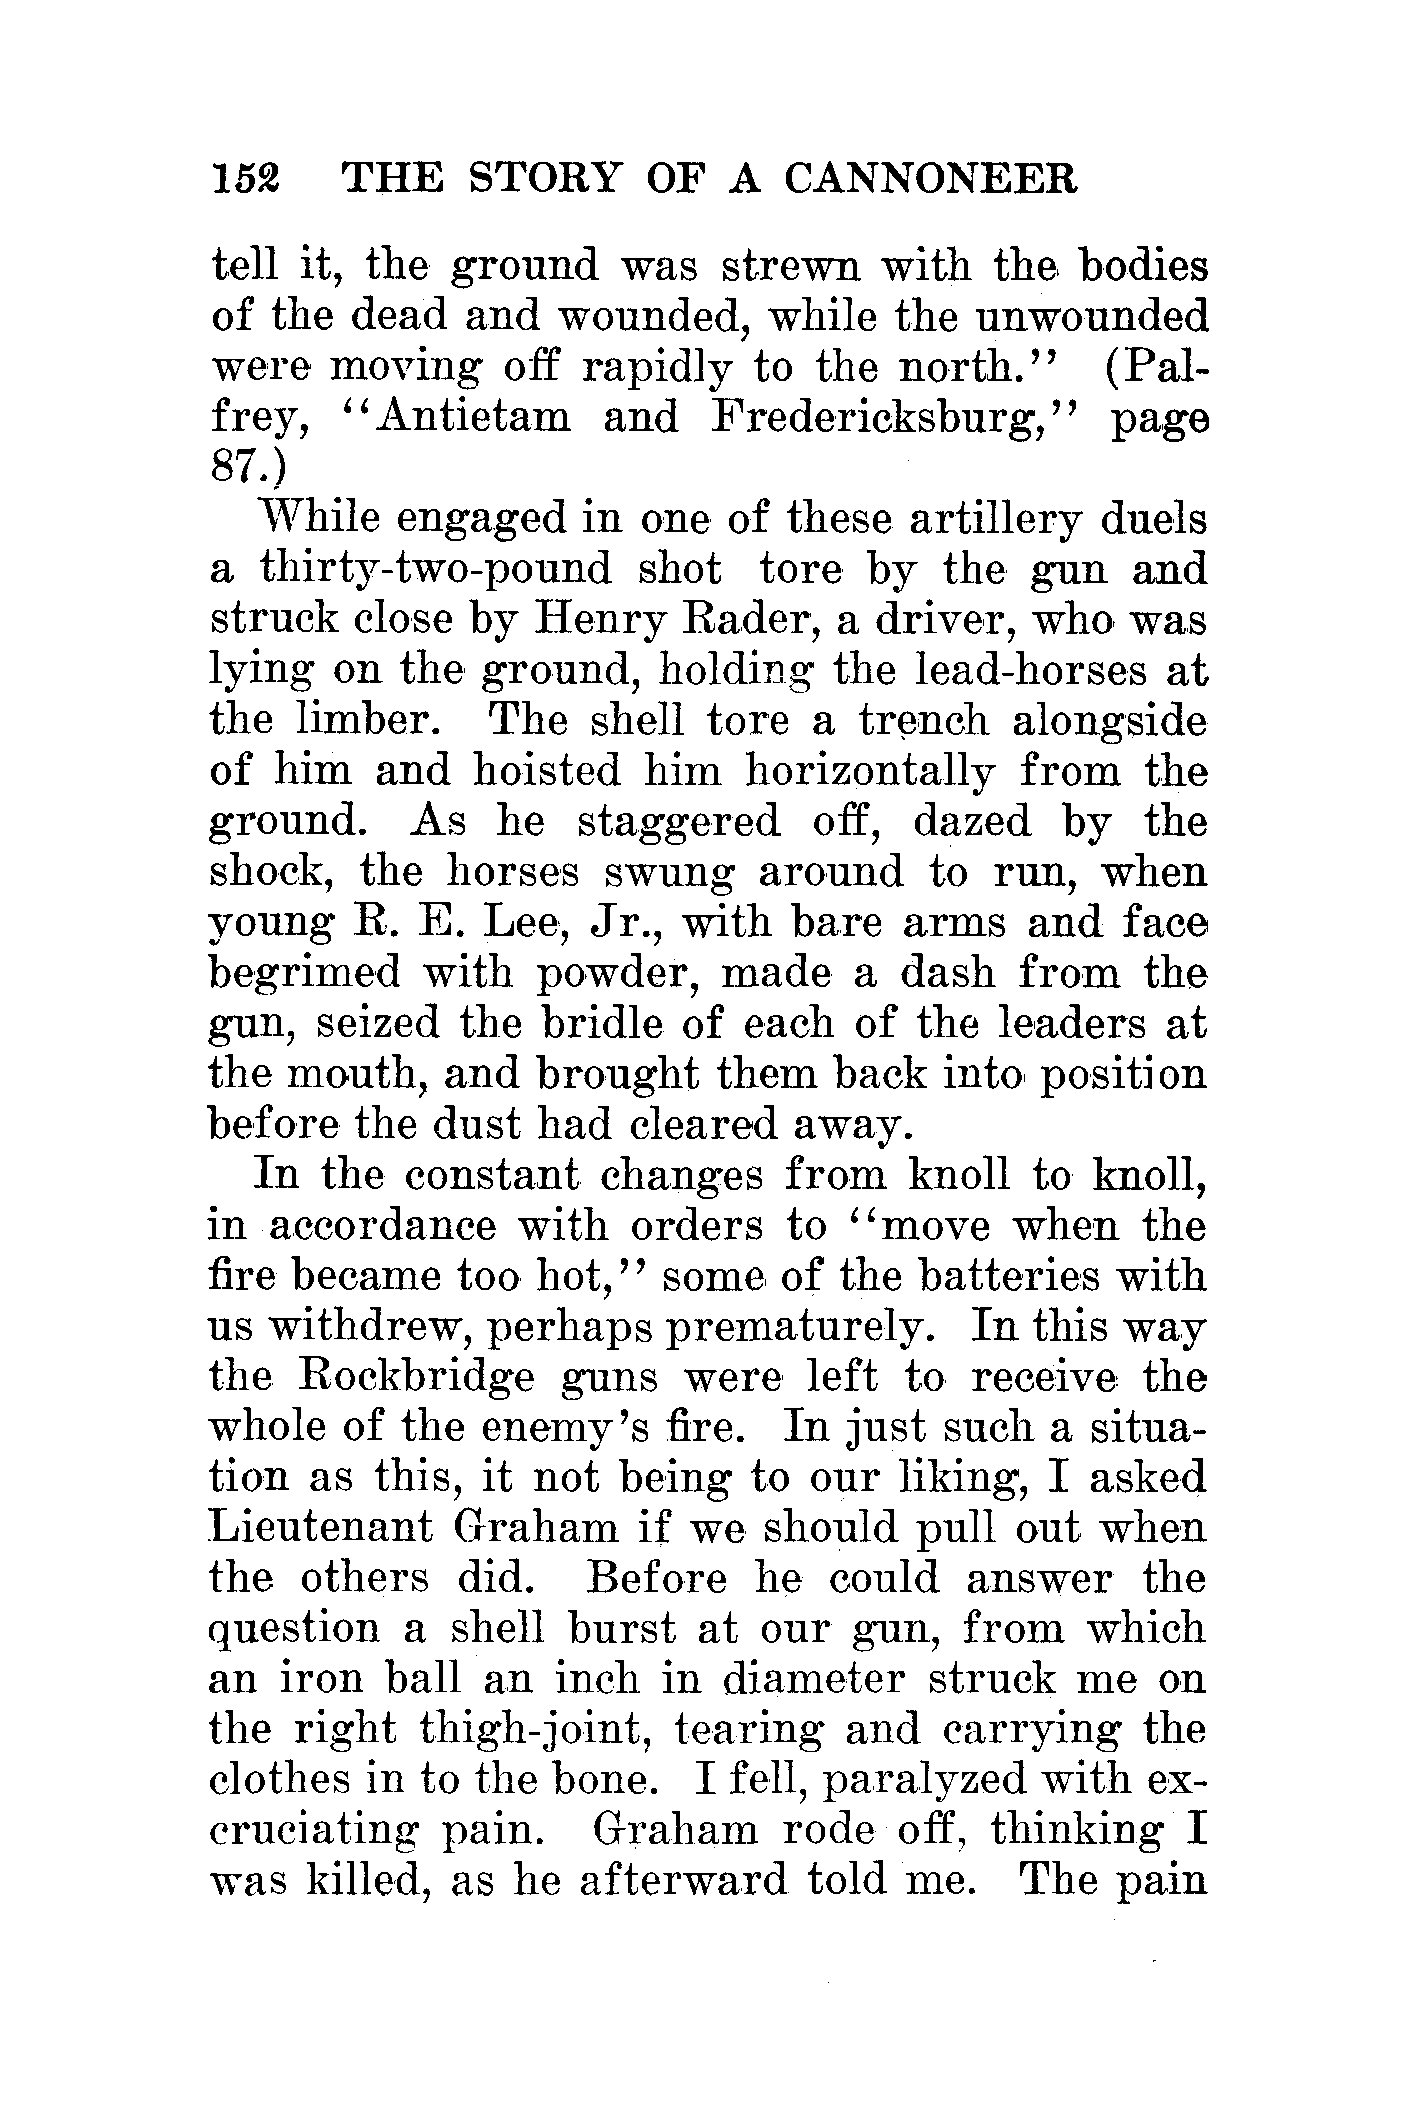 152 THE STORY OF A CANNONEER
tell it, the ground was strewn with the bodies
of the dead and wounded, while the unwounded
were moving off rapidly to the north.'' (Pal-
frey, ''Antietam and Fredericksburg,'' page
87.)
While engaged in one of these artillery duels
a thirty-two-pound shot tore by the gun and
struck close by Henry Rader, a driver, who was
lying on the ground, holding the lead-horses at
the limber. The shell tore a trench alongside
of him and hoisted him horizontally from the
ground. As he staggered off, dazed by the
shock, the horses swung around to run, when
young R. E. Lee, Jr., with bare arms and face
begrimed with powder, made a dash from the
gun, seized the bridle of each of the leaders at
the mouth, and brought them back into position
before the dust had cleared away.
In the constant changes from knoll to knoll,
in accordance with orders to ''move when the
fire became too hot,'' some of the batteries with
us withdrew, perhaps prematurely. In this way
the Rockbridge guns were left to receive the
whole of the enemy's fire. In just such a situa-
tion as this, it not being to our liking, I asked
Lieutenant Graham if we should pull out when
the others did. Before he could answer the
question a shell burst at our gun, from which
an iron ball an inch in diameter struck me on
the right thigh-joint, tearing and carrying the
clothes in to the bone. I fell, paralyzed with ex-
cruciating pain. Graham rode off, thinking I
was killed, as he afterward told me. The pain